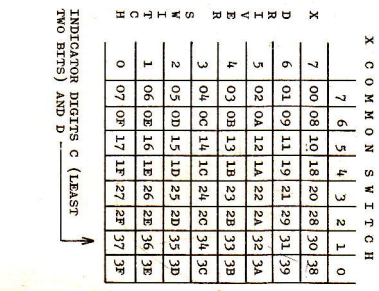 X COMMON SWITCH
7 6 5 4 3 2 1 0
X 7 00 08 10 18 20 28 30 38
D 6 01 09 11 19 21 29 31 39
R
I 5 02 0A 12 1A 22 2A 32 3A
V
E 4 03 0B 13 1B 23 2B 33 3B
R
3 04 0C 14 1C 24 2C 34 3C
S
W 2 05 0D 15 1D 25 2D 35 3D
I
T 1 06 0E 16 1E 26 2E 36 3E
C
H 0 07 0F 17 1F 27 2F 37 3F
INDICATOR DIGITS C (LEAST
TWO BITS) AND D